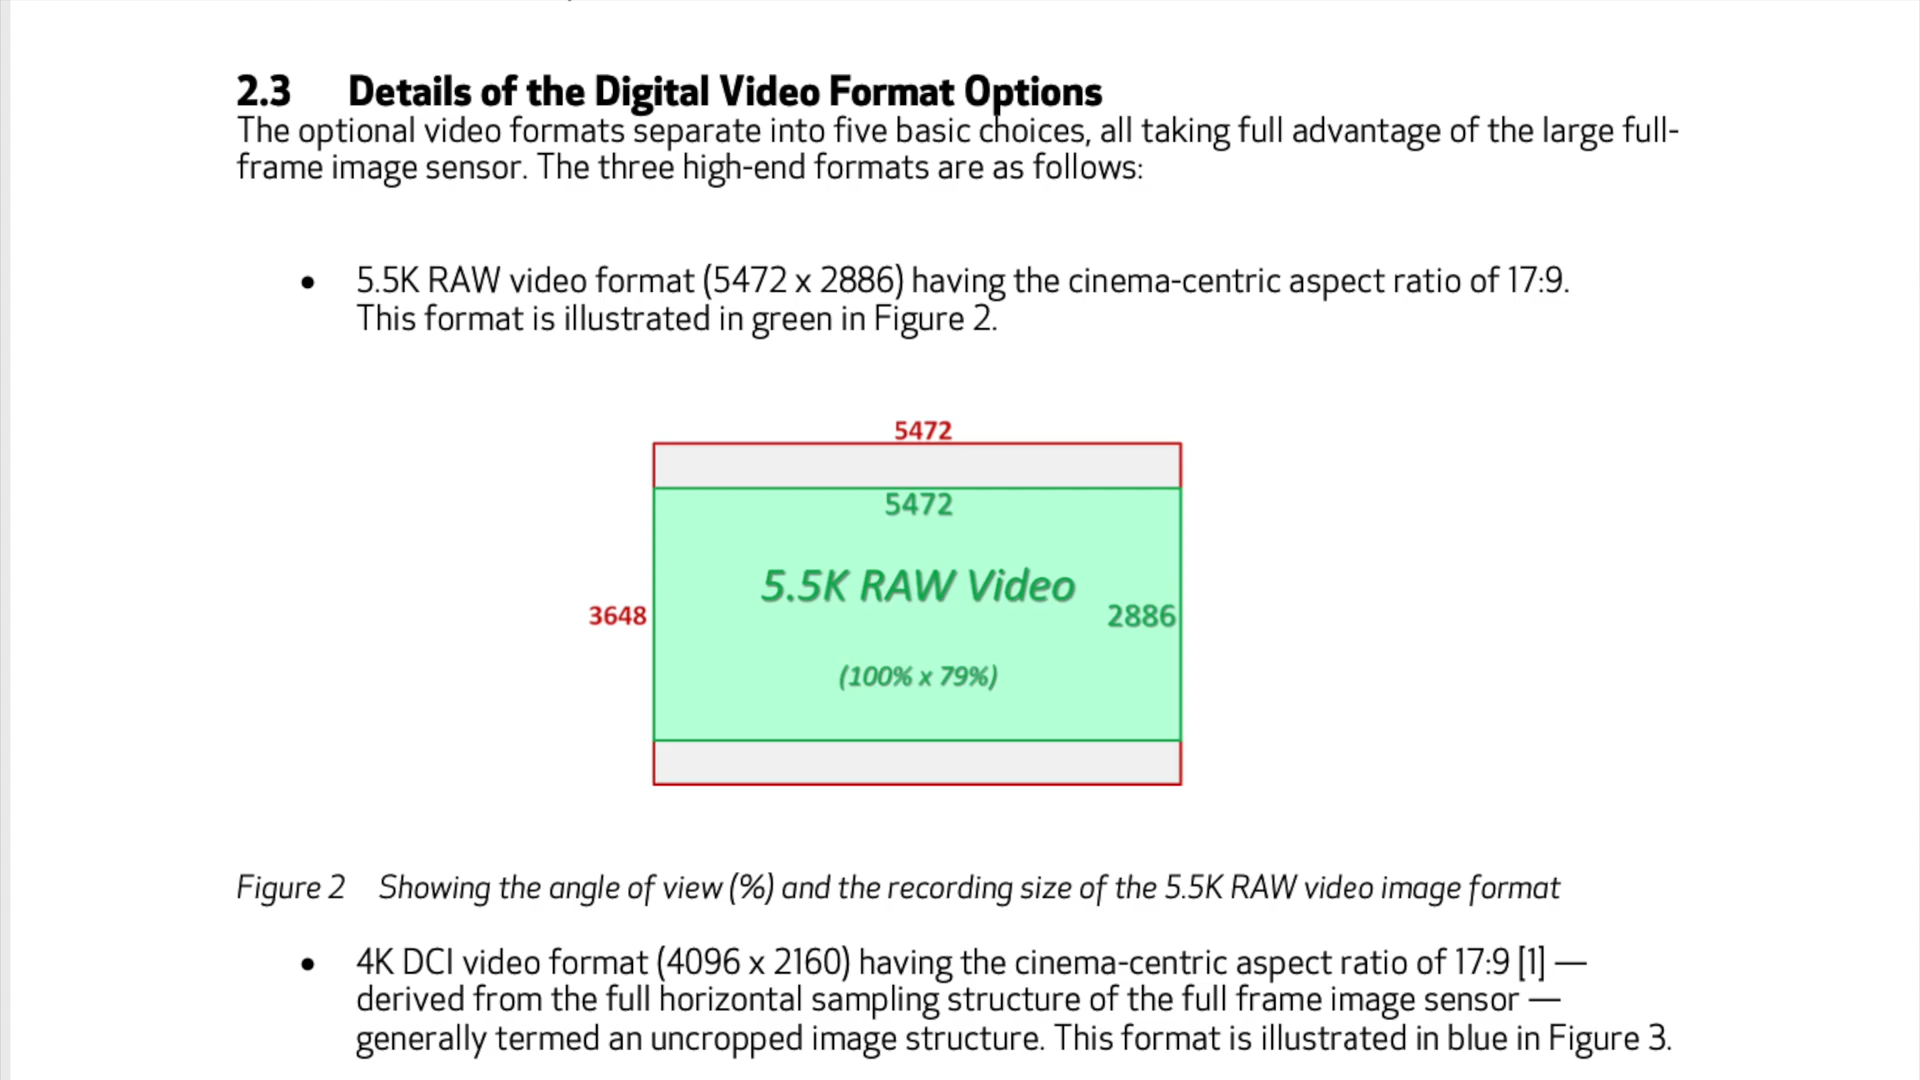 2.3 Details of the Digital Video Format Options
The optional video formats separate into five basic choices, all taking full advantage of the large full-
frame image sensor. The three high-end formats are as follows:
• 5.5K RAW video format (5472 x 2886) having the cinema-centric aspect ratio of 17:9.
This format is illustrated in green in Figure 2.
5472
5472
5.5K RAW Video
3648
2886
(100% x 79%)
Figure 2 Showing the angle of view (%) and the recording size of the 5.5K RAW video image format
• 4K DCI video format (4096 x 2160) having the cinema-centric aspect ratio of 17:9 [1] —
derived from the full horizontal sampling structure of the full frame image sensor —
generally termed an uncropped image structure. This format is illustrated in blue in Figure 3.